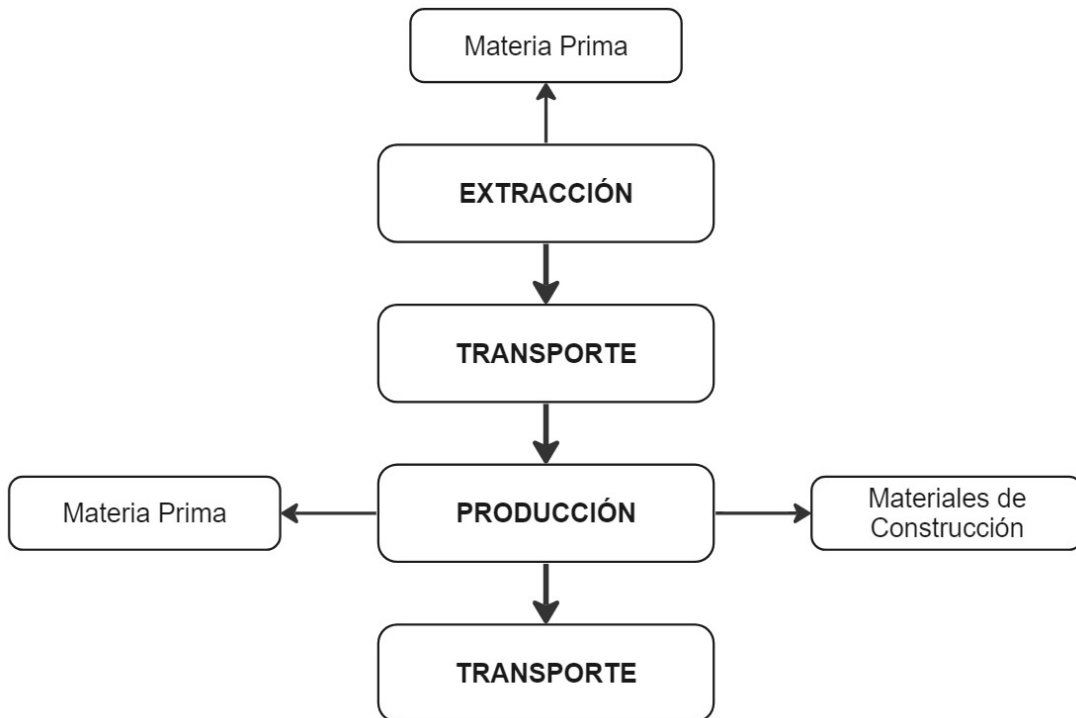 Materia Prima
EXTRACCIÓN
TRANSPORTE
Materia Prima
PRODUCCIÓN
Materiales de
Construcción
TRANSPORTE